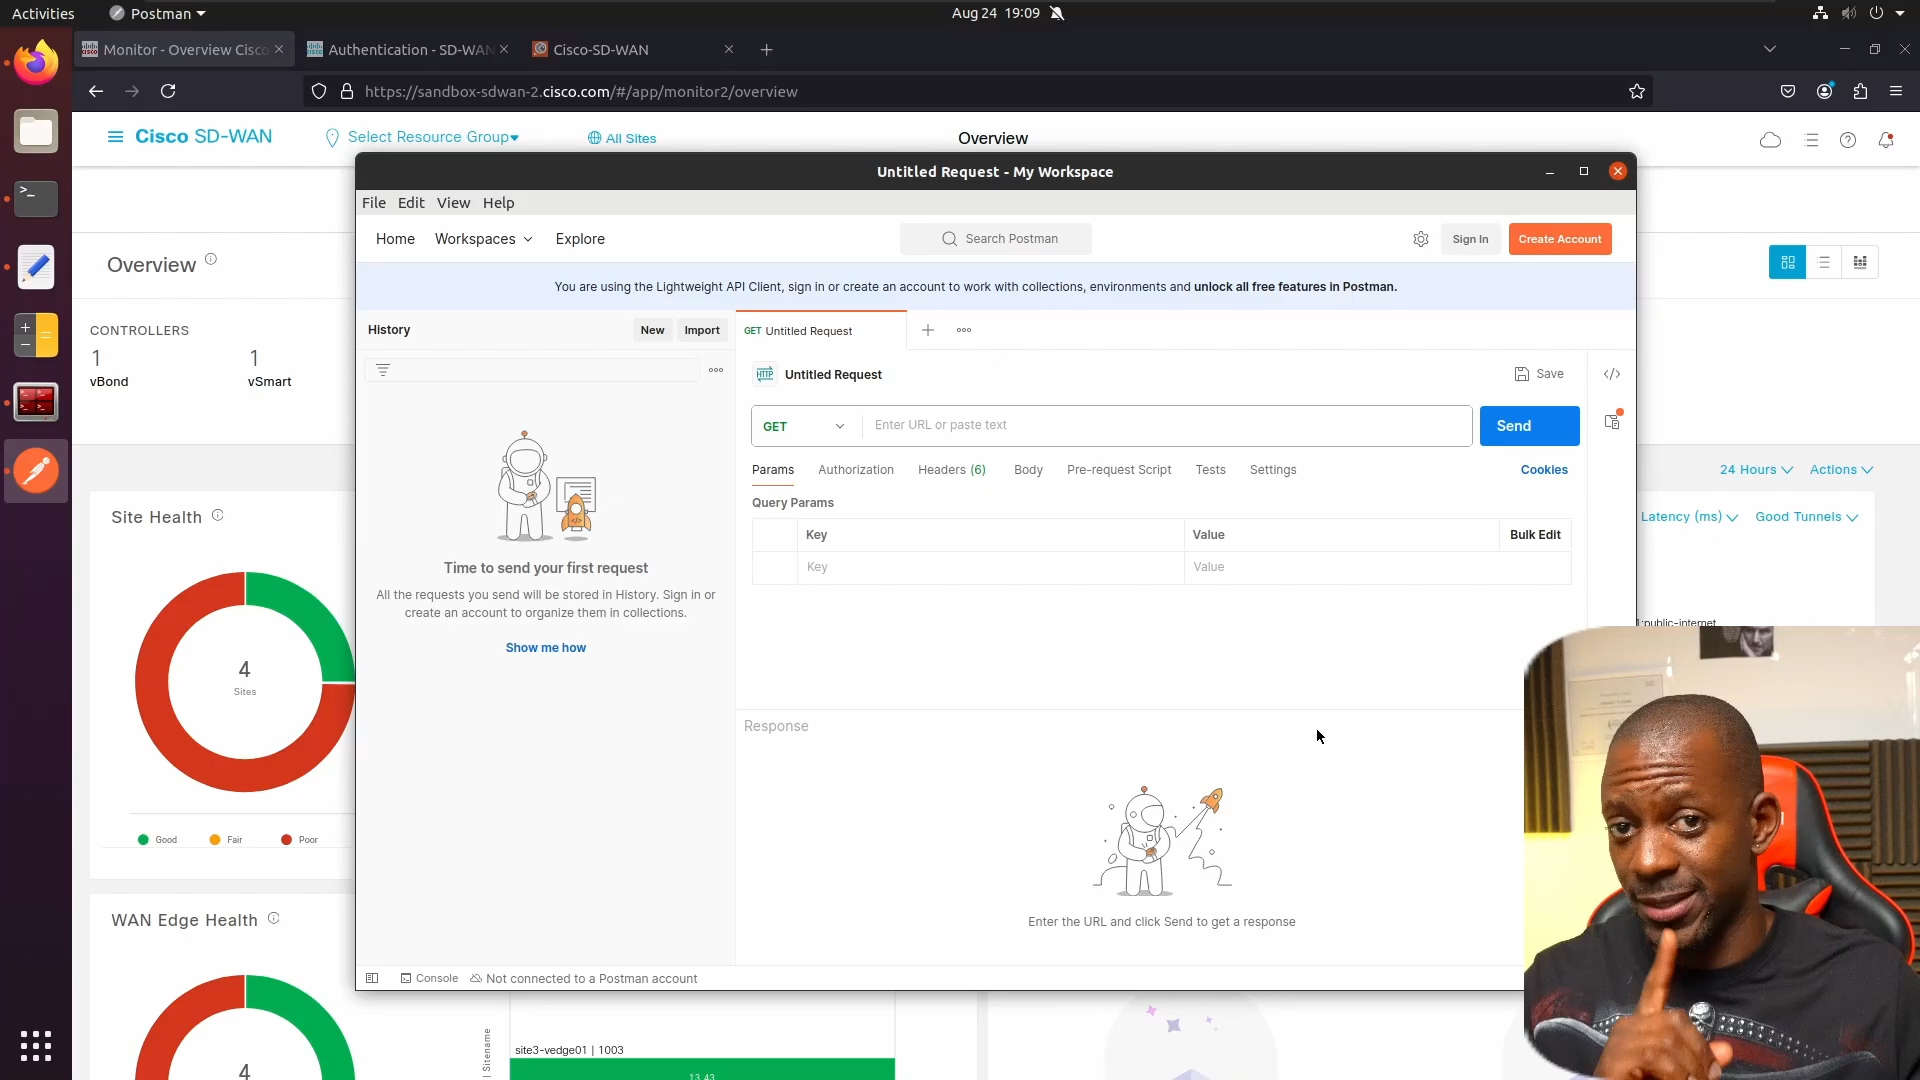 Activities
Postman
Aug 24 19:09
Monitor - Overview Cisco
Authentication - SD-WAN
Cisco-SD-WAN
https://sandbox-sdwan-2.cisco.com/#/app/monitor2/overview
Cisco SD-WAN
Select Resource Group
All Sites
Overview
Untitled Request - My Workspace
File Edit View Help
Home Workspaces Explore
Search Postman
Sign In
Create Account
You are using the Lightweight API Client, sign in or create an account to work with collections, environments and unlock all free features in Postman.
History
New
Import
GET Untitled Request
HTTP Untitled Request
Save
</>
GET
Enter URL or paste text
Send
Params Authorization Headers (6) Body Pre-request Script Tests Settings
Cookies
Query Params
Key Value Bulk Edit
Key Value
Time to send your first request
All the requests you send will be stored in History. Sign in or
create an account to organize them in collections.
Show me how
Response
Enter the URL and click Send to get a response
Console
Not connected to a Postman account
Overview
CONTROLLERS
1 1
vBond vSmart
24 Hours Actions
Site Health
Latency (ms) Good Tunnels
4
Sites
Good Fair Poor
1:public-internet
WAN Edge Health
4
| Sitename
site3-vedge01 | 1003
13.43